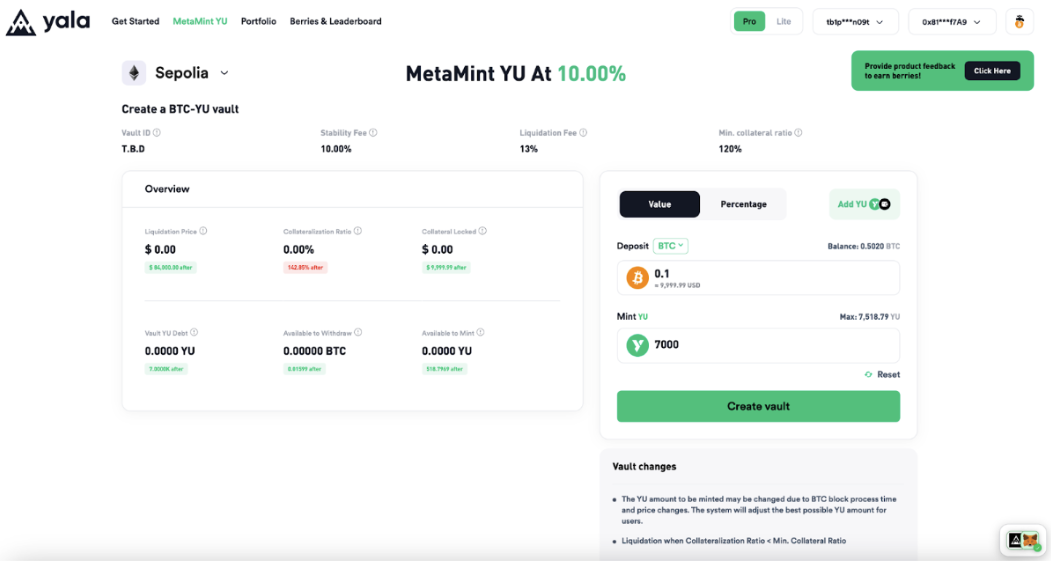 yala
Get Started MetaMint YU Portfolio Berries & Leaderboard
Pro Lite
tb1p***n09t
0x81***f7A9
Sepolia
MetaMint YU At 10.00%
Provide product feedback
to earn berries!
Click Here
Create a BTC-YU vault
Vault ID Stability Fee Liquidation Fee Min. collateral ratio
T.B.D 10.00% 13% 120%
Overview
Liquidation Price Collateralization Ratio Collateral Locked
$ 0.00 0.00% $ 0.00
$ 84,000.00 after 142.85% after $ 9,999.99 after
Vault YU Debt Available to Withdraw Available to Mint
0.0000 YU 0.00000 BTC 0.0000 YU
7.0000K after 0.01599 after 518.7969 after
Value Percentage
Add YU
Deposit BTC Balance: 0.5020 BTC
0.1
≈ 9,999.99 USD
Mint YU Max: 7,518.79 YU
7000
Reset
Create vault
Vault changes
• The YU amount to be minted may be changed due to BTC block process time
and price changes. The system will adjust the best possible YU amount for
users.
• Liquidation when Collateralization Ratio < Min. Collateral Ratio